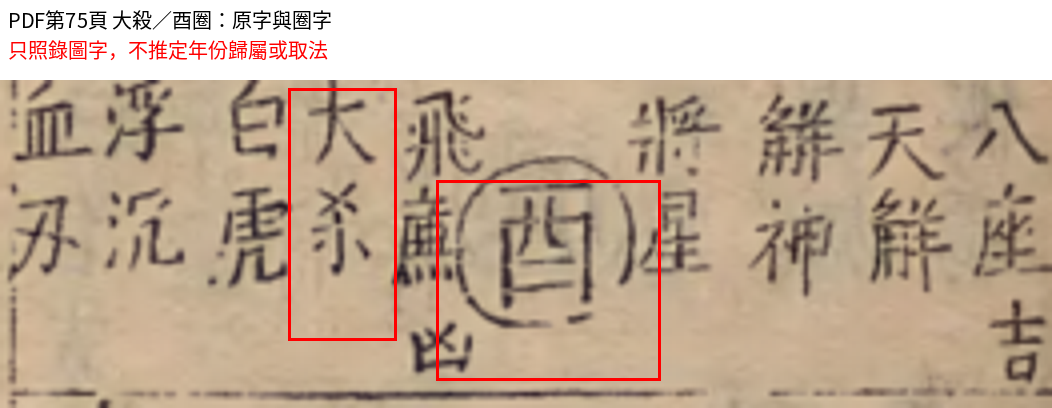 PDF第75頁 大殺／酉圈：原字與圈字
只照錄圖字，不推定年份歸屬或取法
八座 吉
天解
解神
將星
酉
飛廉 凶
大杀
白虎
浮沉
血刃